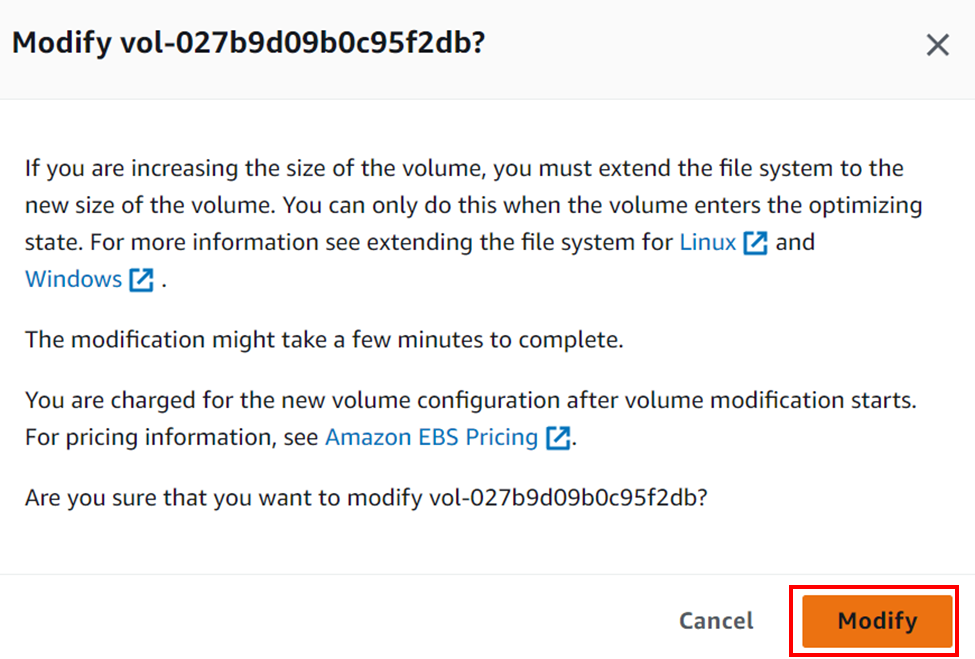 Modify vol-027b9d09b0c95f2db?
If you are increasing the size of the volume, you must extend the file system to the
new size of the volume. You can only do this when the volume enters the optimizing
state. For more information see extending the file system for Linux and
Windows .
The modification might take a few minutes to complete.
You are charged for the new volume configuration after volume modification starts.
For pricing information, see Amazon EBS Pricing .
Are you sure that you want to modify vol-027b9d09b0c95f2db?
Cancel Modify